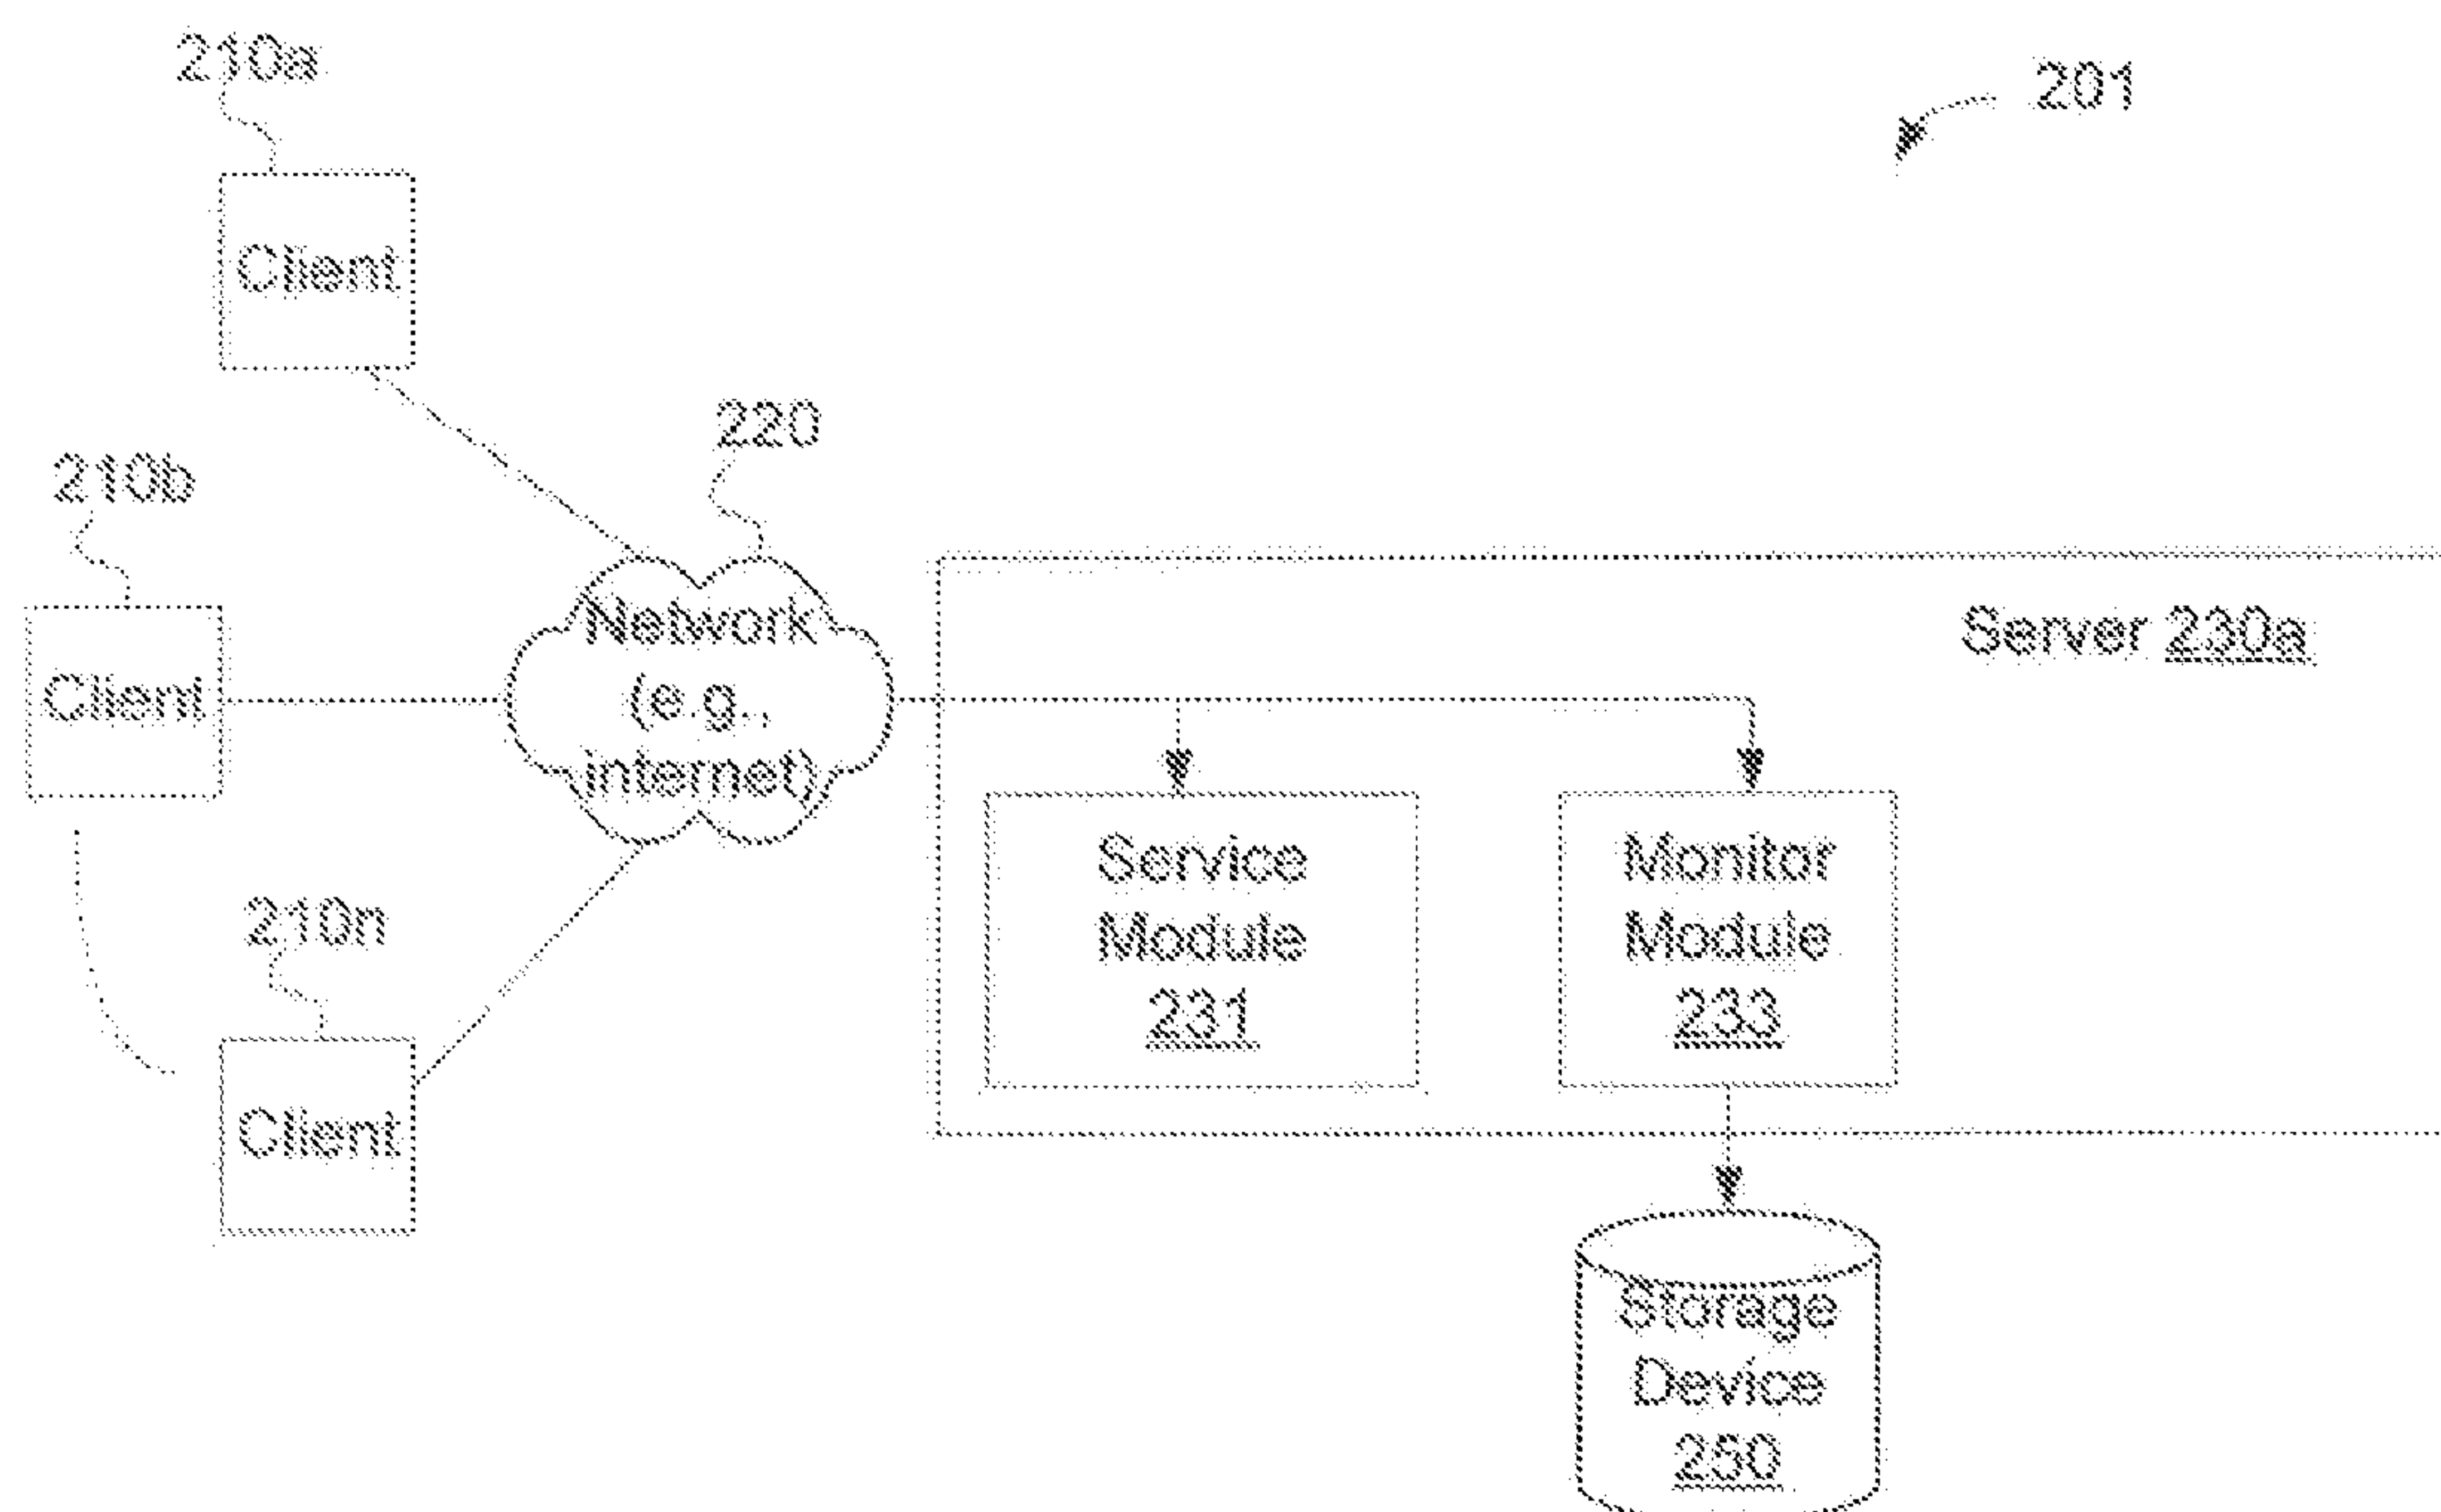 210a
201
Client
220
210b
Network
(e.g.,
internet)
Server 230a
Client
Service
Module
231
Monitor
Module
233
210n
Client
Storage
Device
250